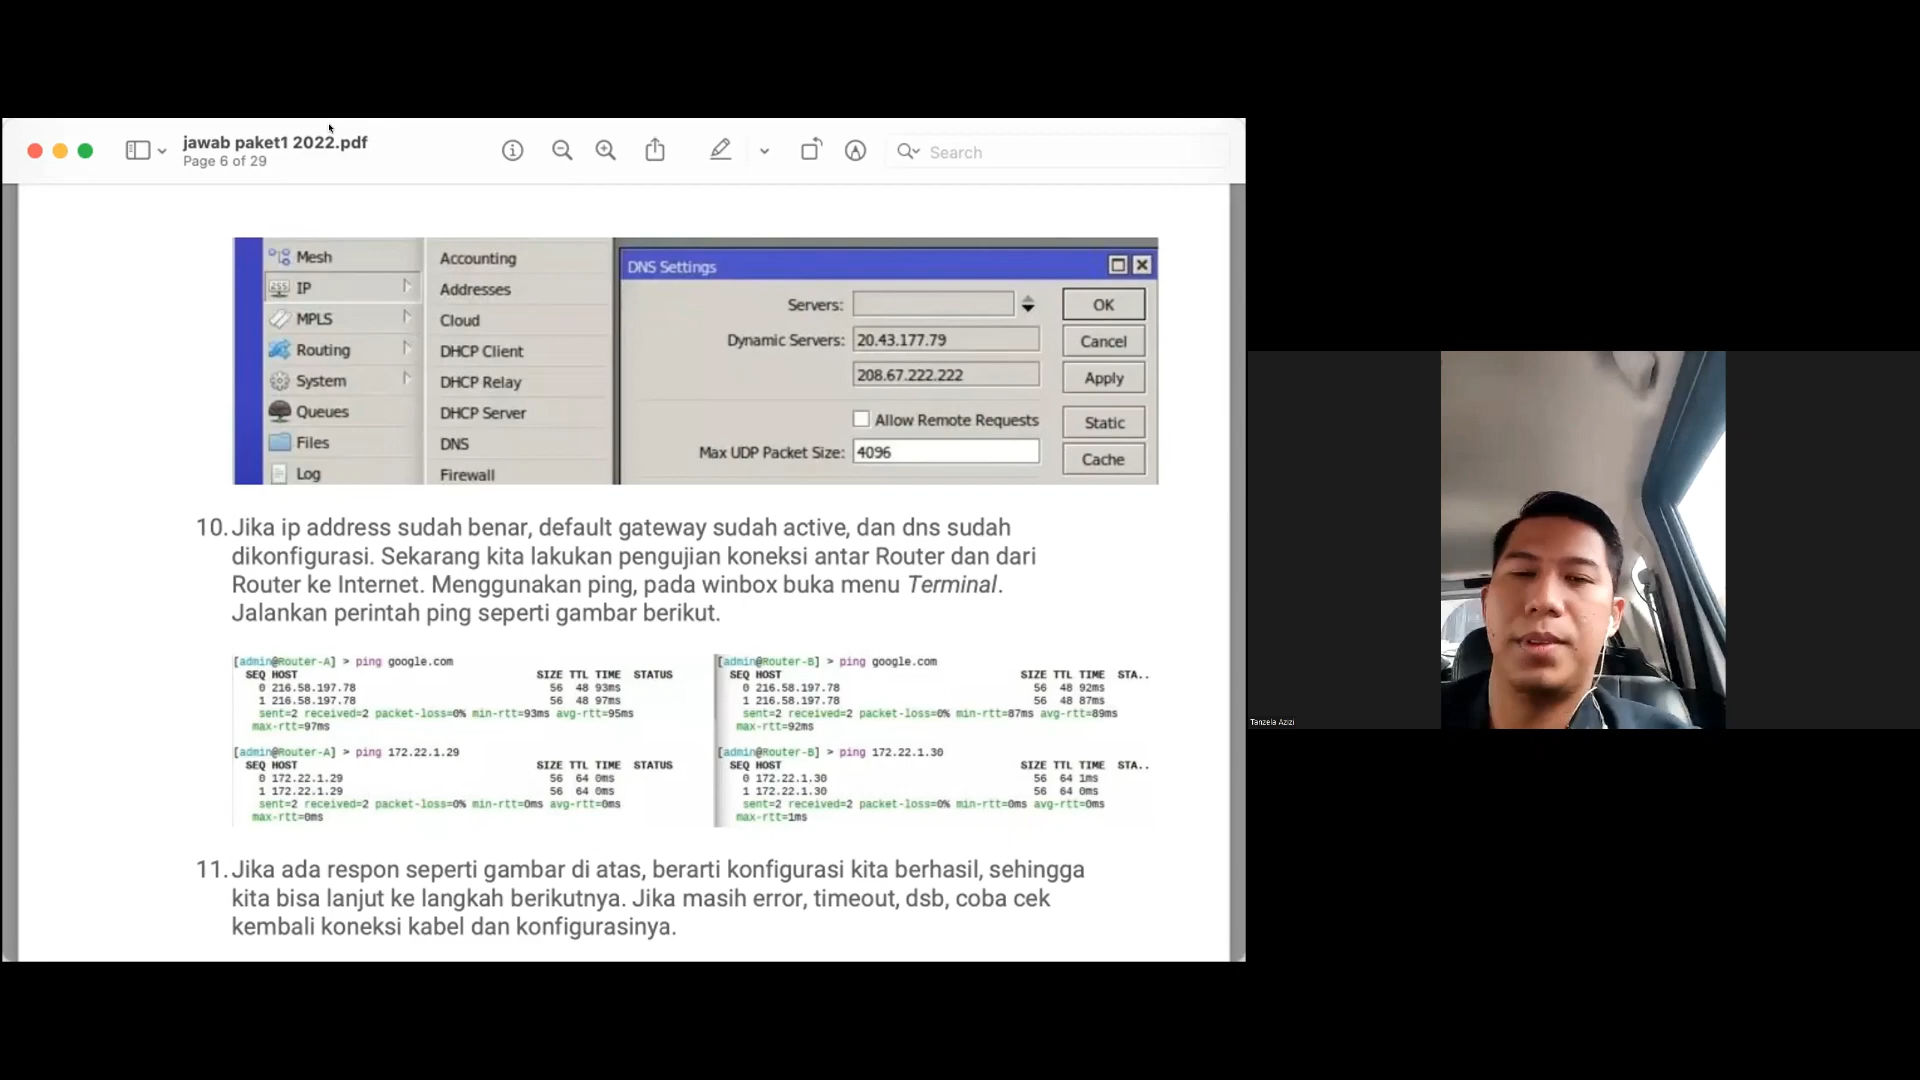 jawab paket1 2022.pdf
Page 6 of 29
Search
Mesh
IP
MPLS
Routing
System
Queues
Files
Log
Accounting
Addresses
Cloud
DHCP Client
DHCP Relay
DHCP Server
DNS
Firewall
DNS Settings
Servers:
Dynamic Servers: 20.43.177.79
208.67.222.222
Allow Remote Requests
Max UDP Packet Size: 4096
OK
Cancel
Apply
Static
Cache
10. Jika ip address sudah benar, default gateway sudah active, dan dns sudah
dikonfigurasi. Sekarang kita lakukan pengujian koneksi antar Router dan dari
Router ke Internet. Menggunakan ping, pada winbox buka menu Terminal.
Jalankan perintah ping seperti gambar berikut.
[admin@Router-A] > ping google.com
SEQ HOST SIZE TTL TIME STATUS
0 216.58.197.78 56 48 93ms
1 216.58.197.78 56 48 97ms
sent=2 received=2 packet-loss=0% min-rtt=93ms avg-rtt=95ms
max-rtt=97ms
[admin@Router-A] > ping 172.22.1.29
SEQ HOST SIZE TTL TIME STATUS
0 172.22.1.29 56 64 0ms
1 172.22.1.29 56 64 0ms
sent=2 received=2 packet-loss=0% min-rtt=0ms avg-rtt=0ms
max-rtt=0ms
[admin@Router-B] > ping google.com
SEQ HOST SIZE TTL TIME STA..
0 216.58.197.78 56 48 92ms
1 216.58.197.78 56 48 87ms
sent=2 received=2 packet-loss=0% min-rtt=87ms avg-rtt=89ms
max-rtt=92ms
[admin@Router-B] > ping 172.22.1.30
SEQ HOST SIZE TTL TIME STA..
0 172.22.1.30 56 64 1ms
1 172.22.1.30 56 64 0ms
sent=2 received=2 packet-loss=0% min-rtt=0ms avg-rtt=0ms
max-rtt=1ms
11. Jika ada respon seperti gambar di atas, berarti konfigurasi kita berhasil, sehingga
kita bisa lanjut ke langkah berikutnya. Jika masih error, timeout, dsb, coba cek
kembali koneksi kabel dan konfigurasinya.
Tanzela Azizi